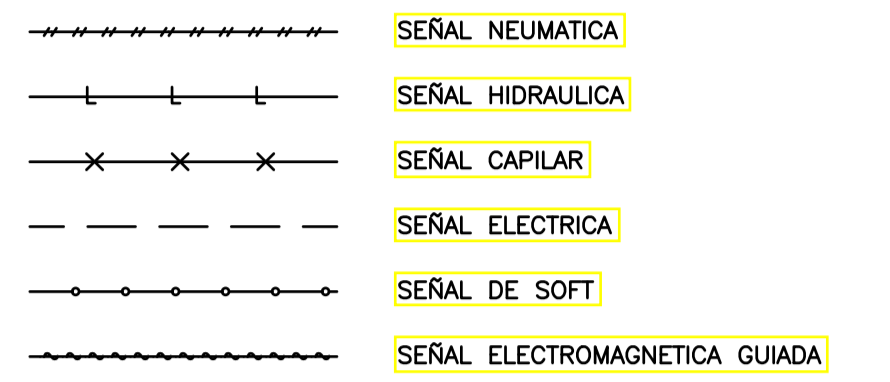 SEÑAL NEUMATICA
SEÑAL HIDRAULICA
SEÑAL CAPILAR
SEÑAL ELECTRICA
SEÑAL DE SOFT
SEÑAL ELECTROMAGNETICA GUIADA